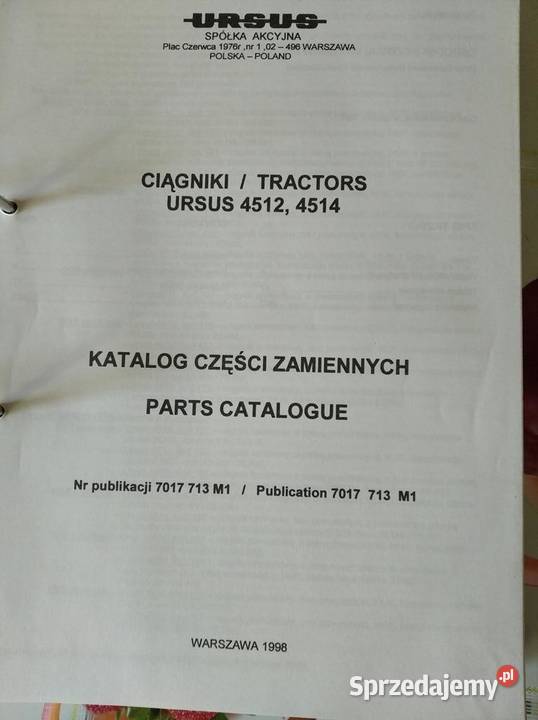 URSUS
SPÓŁKA AKCYJNA
Plac Czerwca 1976r ,nr 1 ,02 – 496 WARSZAWA
POLSKA – POLAND
CIĄGNIKI / TRACTORS
URSUS 4512, 4514
KATALOG CZĘŚCI ZAMIENNYCH
PARTS CATALOGUE
Nr publikacji 7017 713 M1 / Publication 7017 713 M1
WARSZAWA 1998
Sprzedajemy.pl